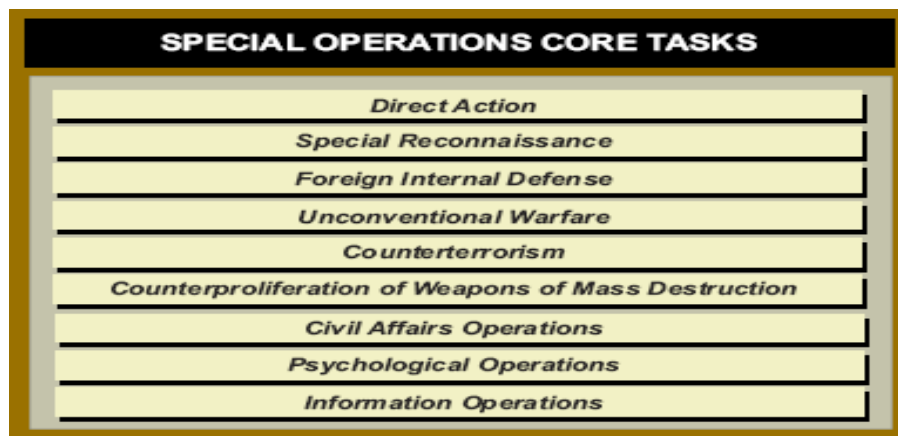 SPECIAL OPERATIONS CORE TASKS
Direct Action
Special Reconnaissance
Foreign Internal Defense
Unconventional Warfare
Counterterrorism
Counterproliferation of Weapons of Mass Destruction
Civil Affairs Operations
Psychological Operations
Information Operations